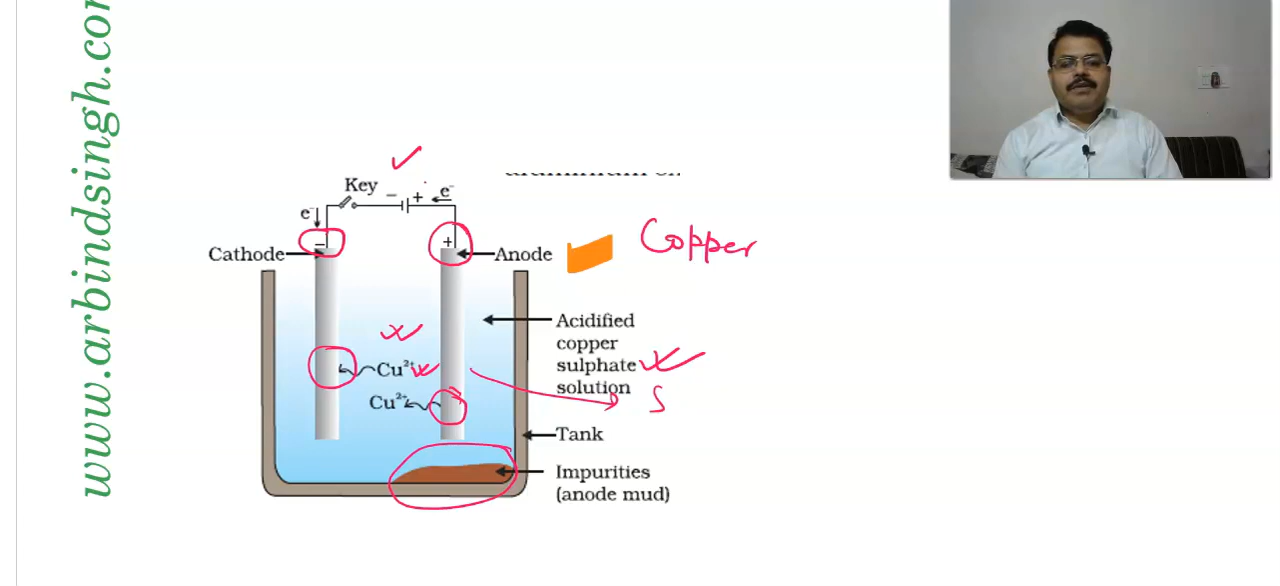 www.arbindsingh.com
Key
− +
e⁻
e⁻
−
+
Cathode
Anode
Copper
Acidified
copper
sulphate
solution
Cu²⁺
Cu²⁺
S
Tank
Impurities
(anode mud)